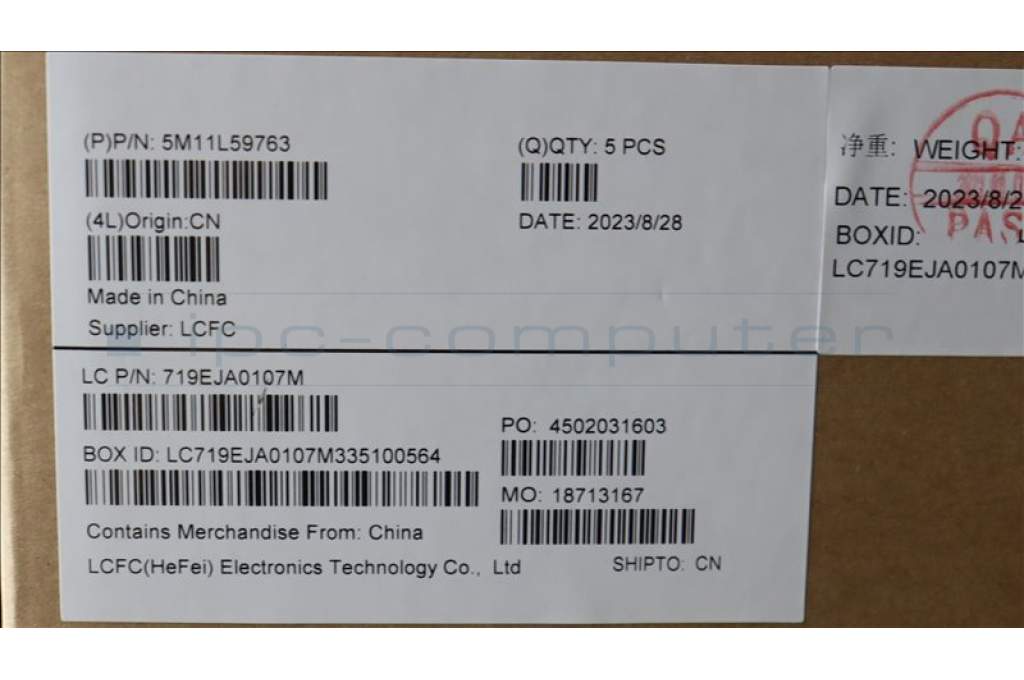 (P)P/N: 5M11L59763
(Q)QTY: 5 PCS
(4L)Origin:CN
DATE: 2023/8/28
Made in China
Supplier: LCFC
净重: WEIGHT:
DATE: 2023/8/2
BOXID:
LC719EJA0107M
QA
PAS
ipc-computer
LC P/N: 719EJA0107M
PO: 4502031603
BOX ID: LC719EJA0107M335100564
MO: 18713167
Contains Merchandise From: China
LCFC(HeFei) Electronics Technology Co., Ltd
SHIPTO: CN